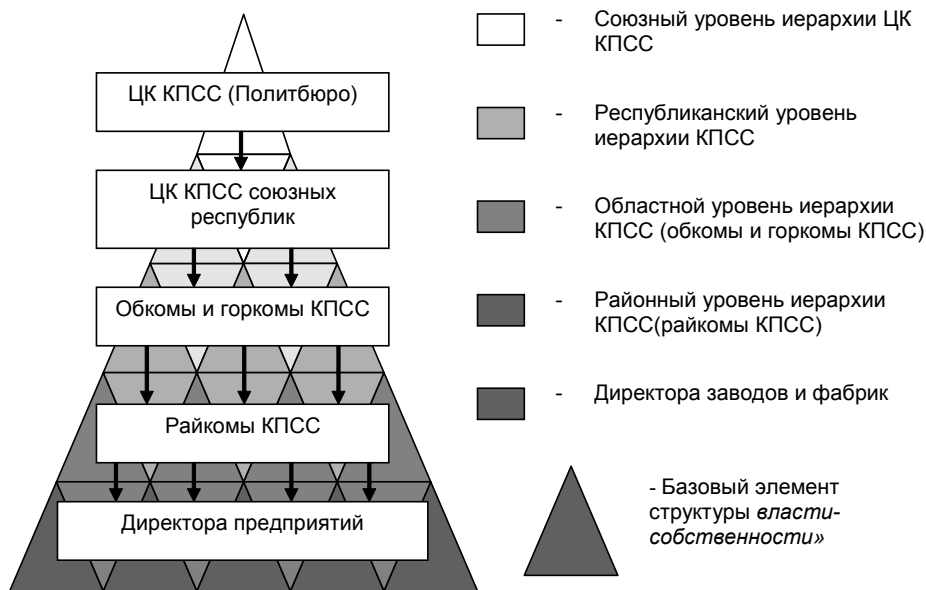 ЦК КПСС (Политбюро)
ЦК КПСС союзных
республик
Обкомы и горкомы КПСС
Райкомы КПСС
Директора предприятий
- Союзный уровень иерархии ЦК
КПСС
- Республиканский уровень
иерархии КПСС
- Областной уровень иерархии
КПСС (обкомы и горкомы КПСС)
- Районный уровень иерархии
КПСС(райкомы КПСС)
- Директора заводов и фабрик
- Базовый элемент
структуры власти-
собственности»